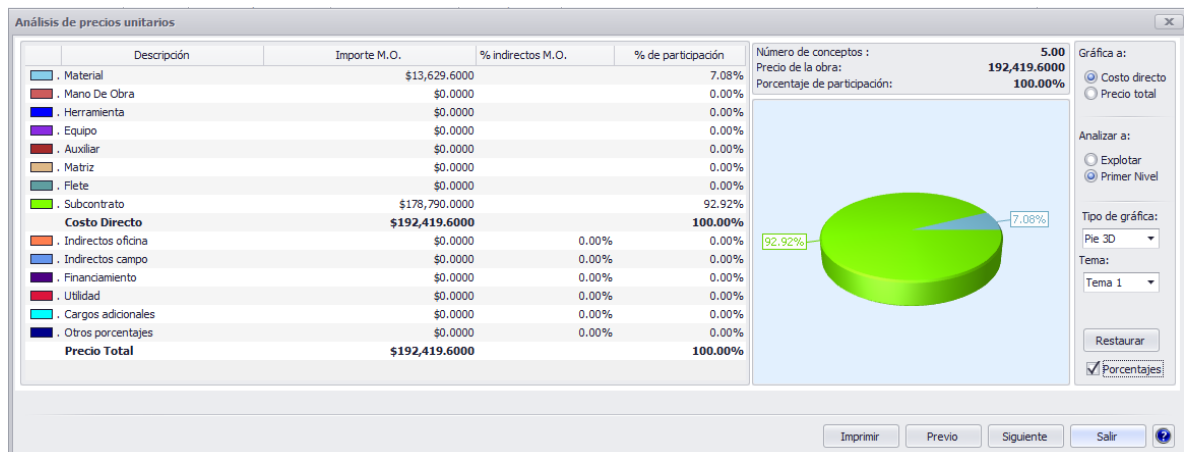 Análisis de precios unitarios
Descripción Importe M.O. % indirectos M.O. % de participación
. Material $13,629.6000 7.08%
. Mano De Obra $0.0000 0.00%
. Herramienta $0.0000 0.00%
. Equipo $0.0000 0.00%
. Auxiliar $0.0000 0.00%
. Matriz $0.0000 0.00%
. Flete $0.0000 0.00%
. Subcontrato $178,790.0000 92.92%
Costo Directo $192,419.6000 100.00%
. Indirectos oficina $0.0000 0.00% 0.00%
. Indirectos campo $0.0000 0.00% 0.00%
. Financiamiento $0.0000 0.00% 0.00%
. Utilidad $0.0000 0.00% 0.00%
. Cargos adicionales $0.0000 0.00% 0.00%
. Otros porcentajes $0.0000 0.00% 0.00%
Precio Total $192,419.6000 100.00%
Número de conceptos : 5.00
Precio de la obra: 192,419.6000
Porcentaje de participación: 100.00%
7.08%
92.92%
Gráfica a:
Costo directo
Precio total
Analizar a:
Explotar
Primer Nivel
Tipo de gráfica:
Pie 3D
Tema:
Tema 1
Restaurar
Porcentajes
Imprimir Previo Siguiente Salir ?